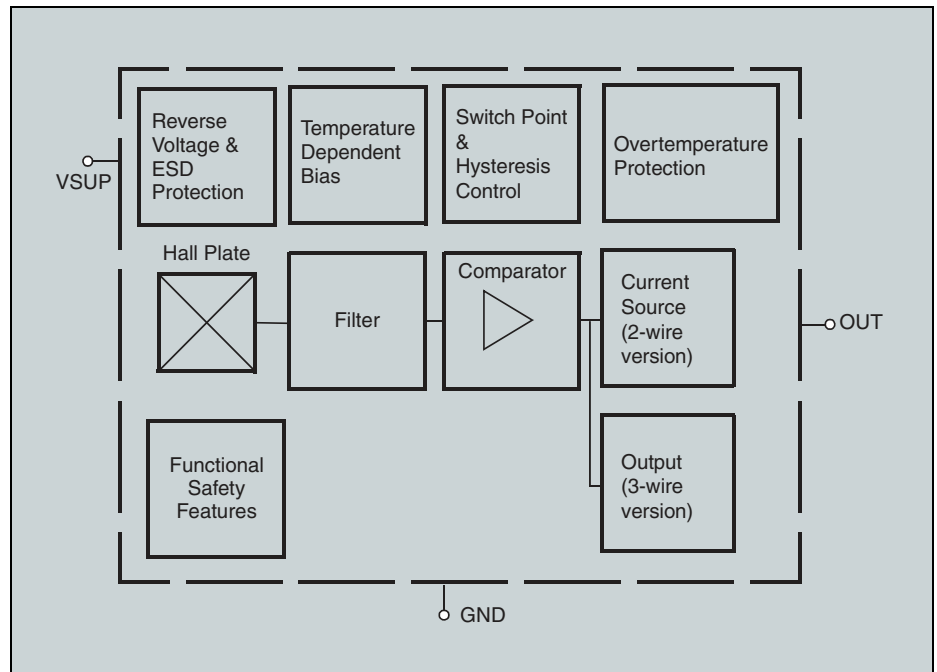 Reverse
Voltage &
ESD
Protection
Temperature
Dependent
Bias
Switch Point
&
Hysteresis
Control
Overtemperature
Protection
VSUP
Hall Plate
Filter
Comparator
Current
Source
(2-wire
version)
OUT
Functional
Safety
Features
Output
(3-wire
version)
GND